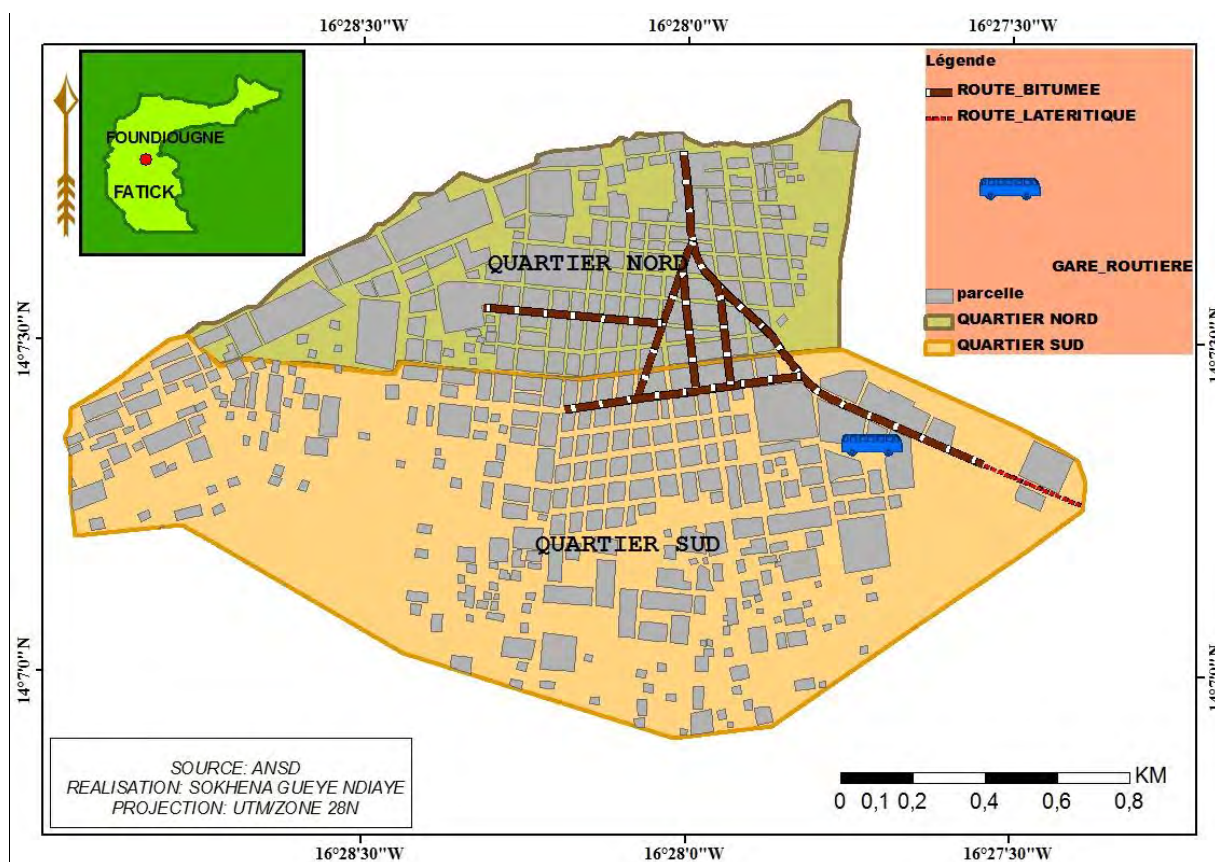 16°28'30"W 16°28'0"W 16°27'30"W
FOUNDIOUGNE
FATICK
Légende
ROUTE_BITUMEE
ROUTE_LATERITIQUE
GARE_ROUTIERE
parcelle
QUARTIER NORD
QUARTIER SUD
QUARTIER NORD
QUARTIER SUD
14°7'30"N
14°7'30"N
14°7'0"N
14°7'0"N
SOURCE: ANSD
REALISATION: SOKHENA GUEYE NDIAYE
PROJECTION: UTM/ZONE 28N
KM
0 0,1 0,2 0,4 0,6 0,8
16°28'30"W 16°28'0"W 16°27'30"W